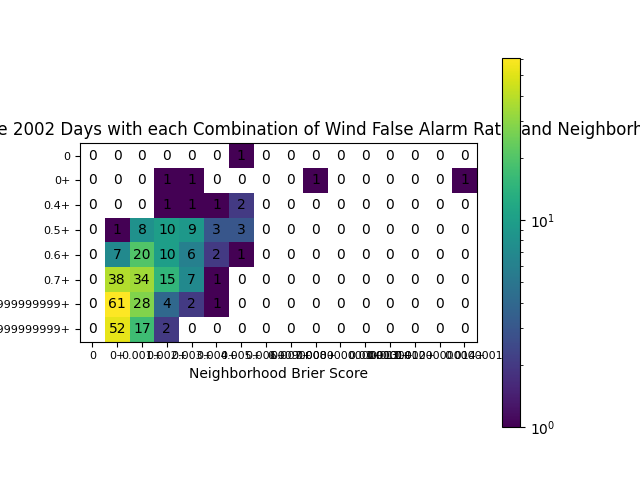 e 2002 Days with each Combination of Wind False Alarm Rat and Neighborh
0 0 0 0 0 0 0 1 0 0 0 0 0 0 0 0 0
0+ 0 0 0 1 1 0 0 0 0 1 0 0 0 0 0 1
0.4+ 0 0 0 1 1 1 2 0 0 0 0 0 0 0 0 0
0.5+ 0 1 8 10 9 3 3 0 0 0 0 0 0 0 0 0
0.6+ 0 7 20 10 6 2 1 0 0 0 0 0 0 0 0 0
0.7+ 0 38 34 15 7 1 0 0 0 0 0 0 0 0 0 0
999999999+ 0 61 28 4 2 1 0 0 0 0 0 0 0 0 0 0
999999999+ 0 52 17 2 0 0 0 0 0 0 0 0 0 0 0 0
0 0+
Neighborhood Brier Score
10¹
10⁰